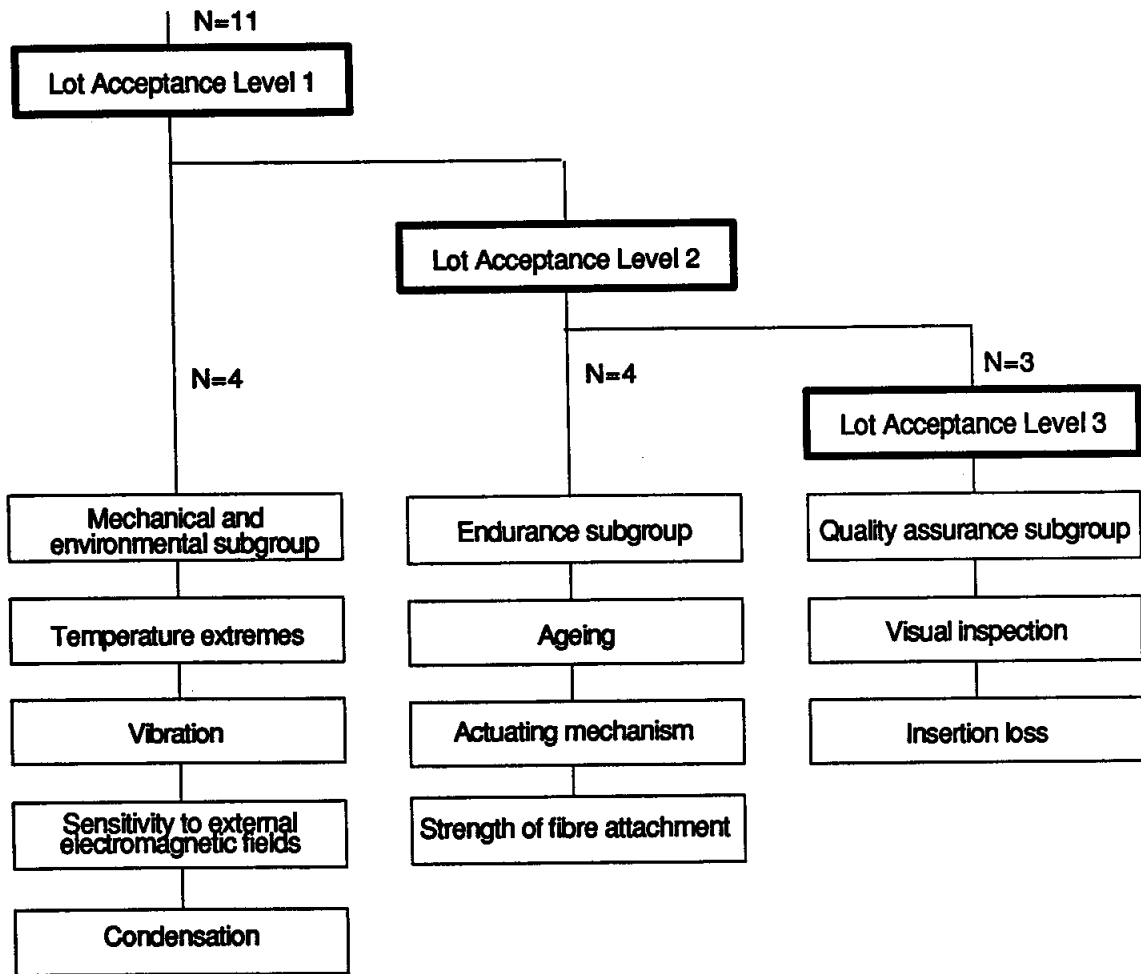 N=11
Lot Acceptance Level 1
Lot Acceptance Level 2
N=4
N=4
N=3
Lot Acceptance Level 3
Mechanical and
environmental subgroup
Endurance subgroup
Quality assurance subgroup
Temperature extremes
Ageing
Visual inspection
Vibration
Actuating mechanism
Insertion loss
Sensitivity to external
electromagnetic fields
Strength of fibre attachment
Condensation